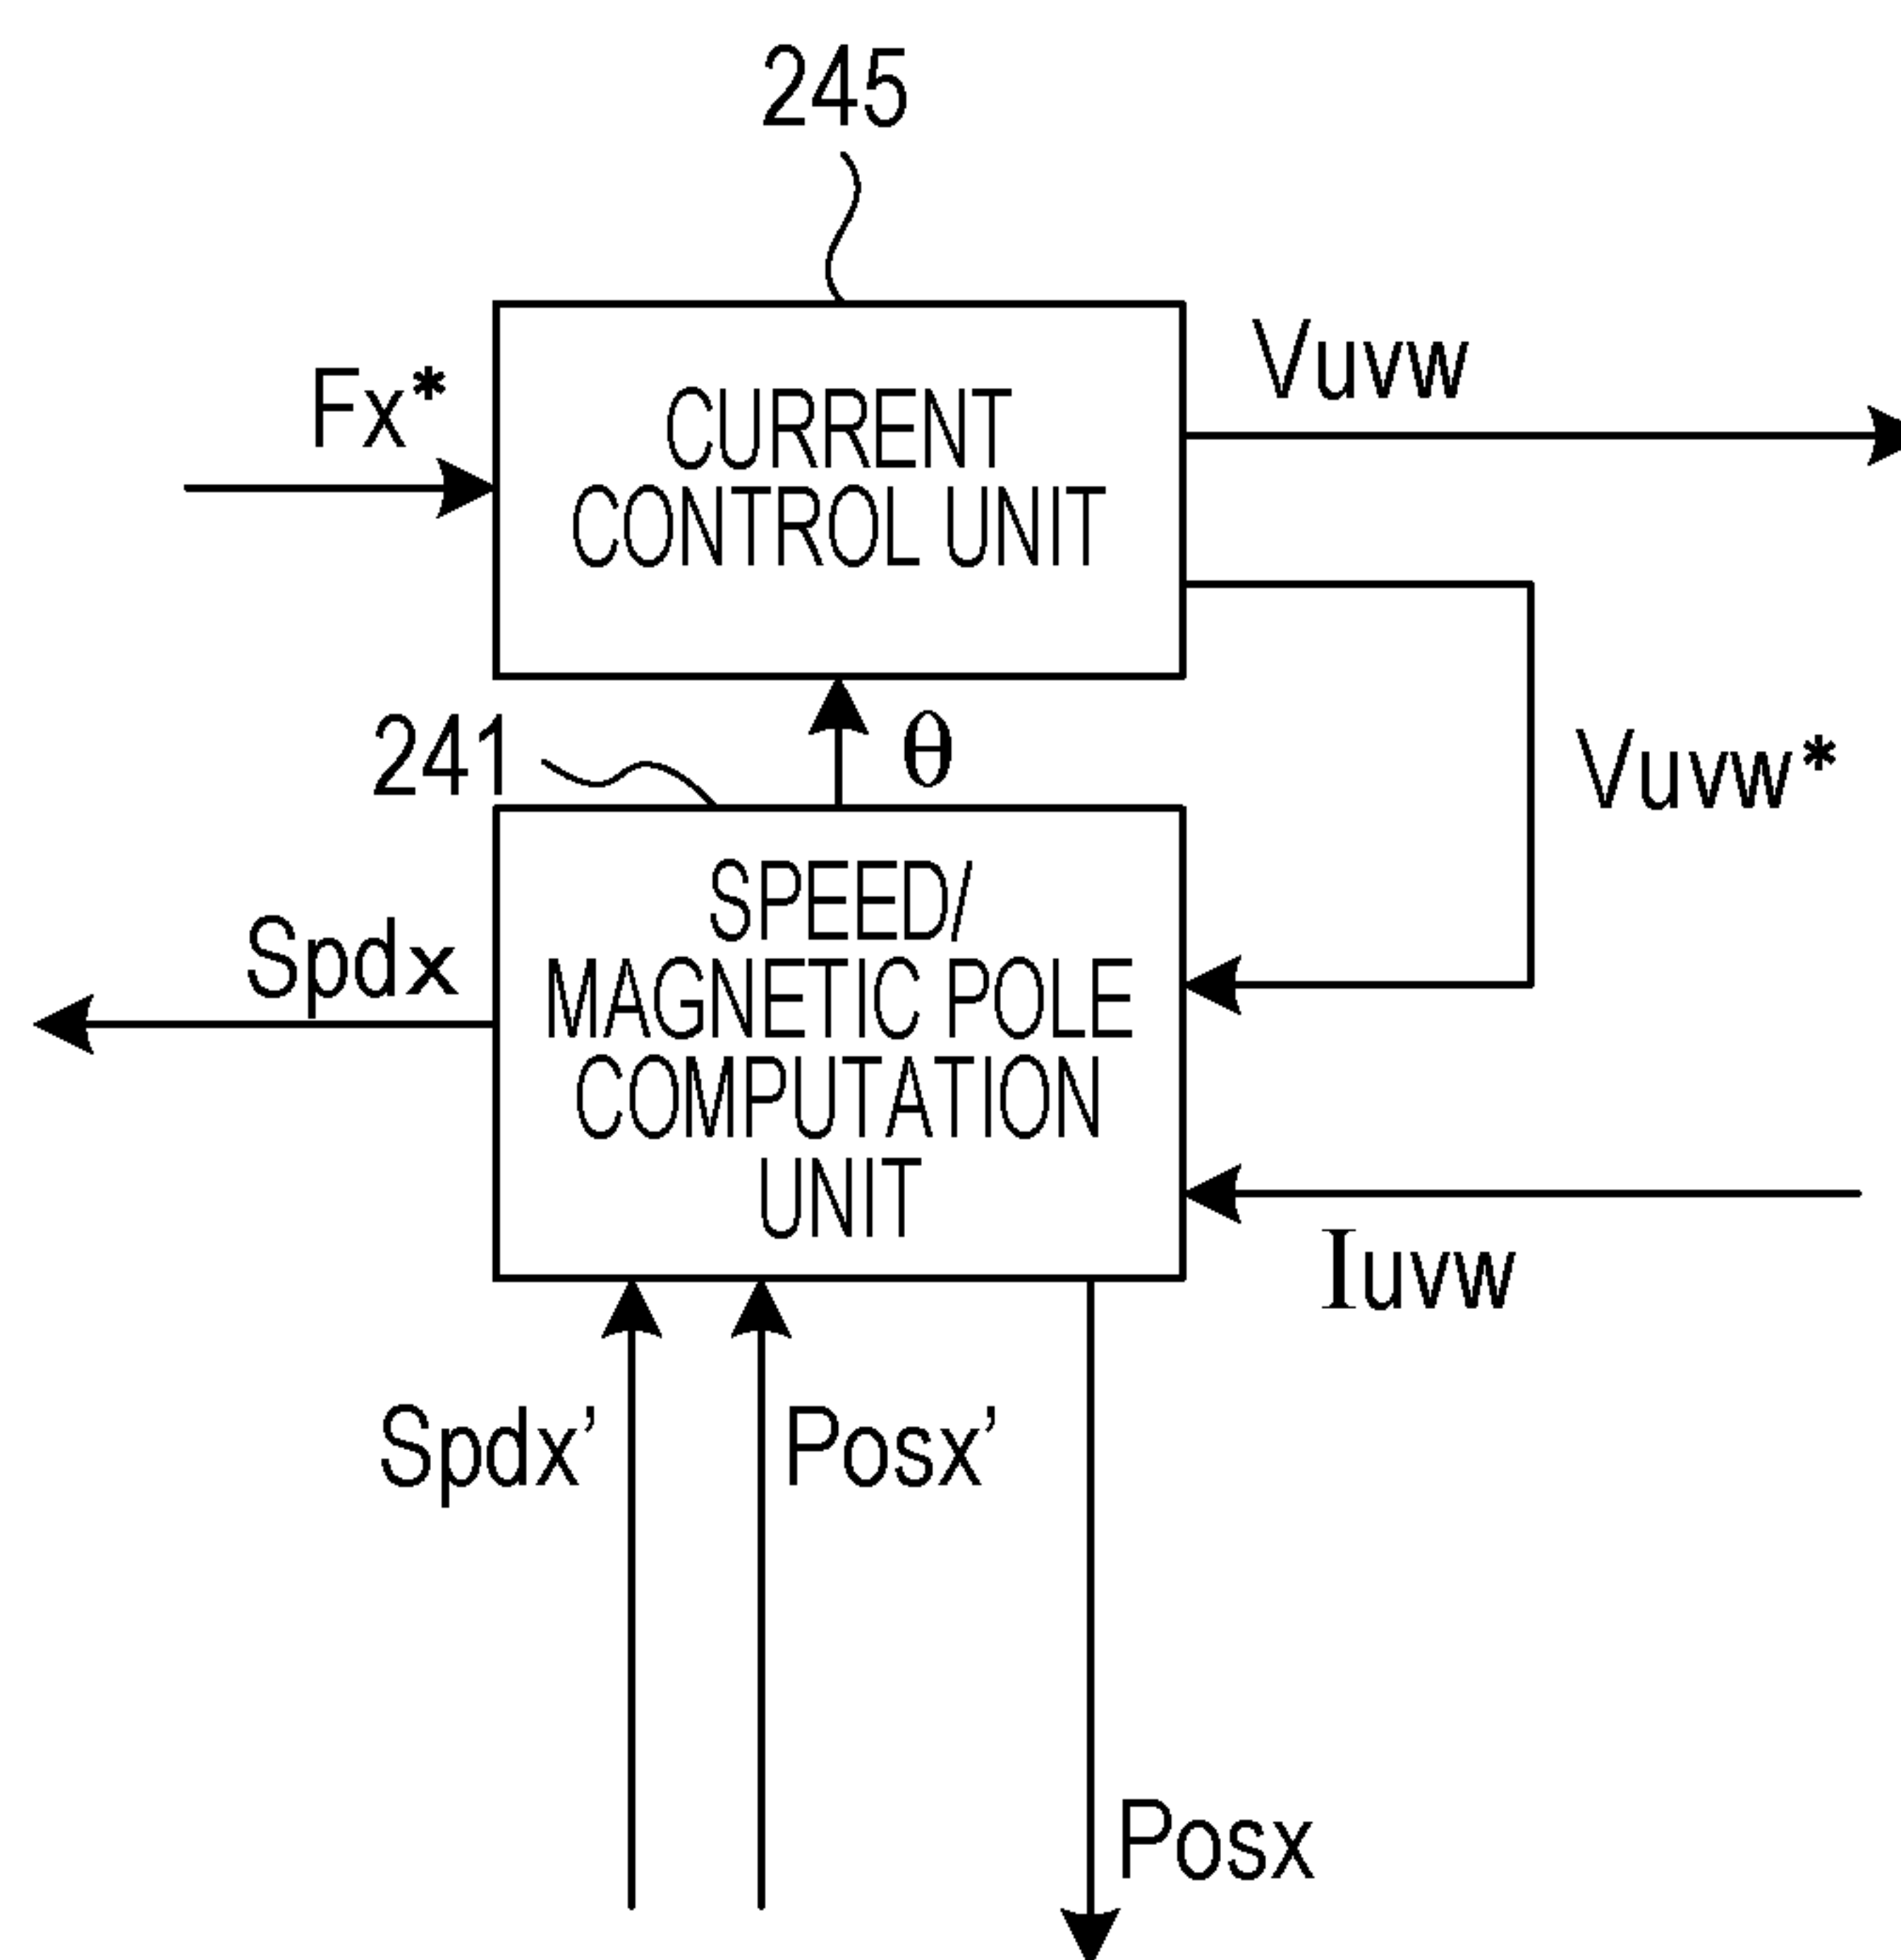 245
Fx*
CURRENT
CONTROL UNIT
Vuvw
241
θ
Vuvw*
SPEED/
MAGNETIC POLE
COMPUTATION
UNIT
Spdx
Iuvw
Spdx’
Posx’
Posx